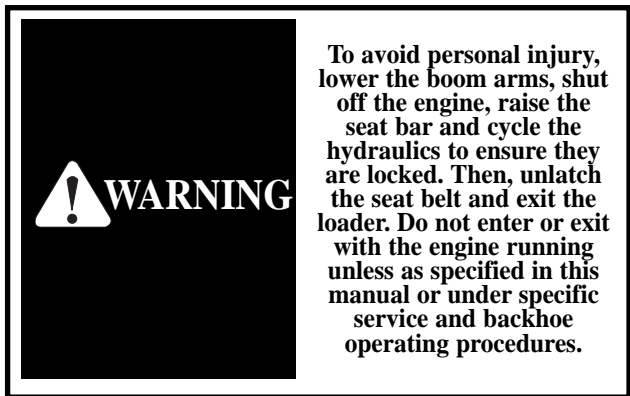 WARNING
To avoid personal injury,
lower the boom arms, shut
off the engine, raise the
seat bar and cycle the
hydraulics to ensure they
are locked. Then, unlatch
the seat belt and exit the
loader. Do not enter or exit
with the engine running
unless as specified in this
manual or under specific
service and backhoe
operating procedures.